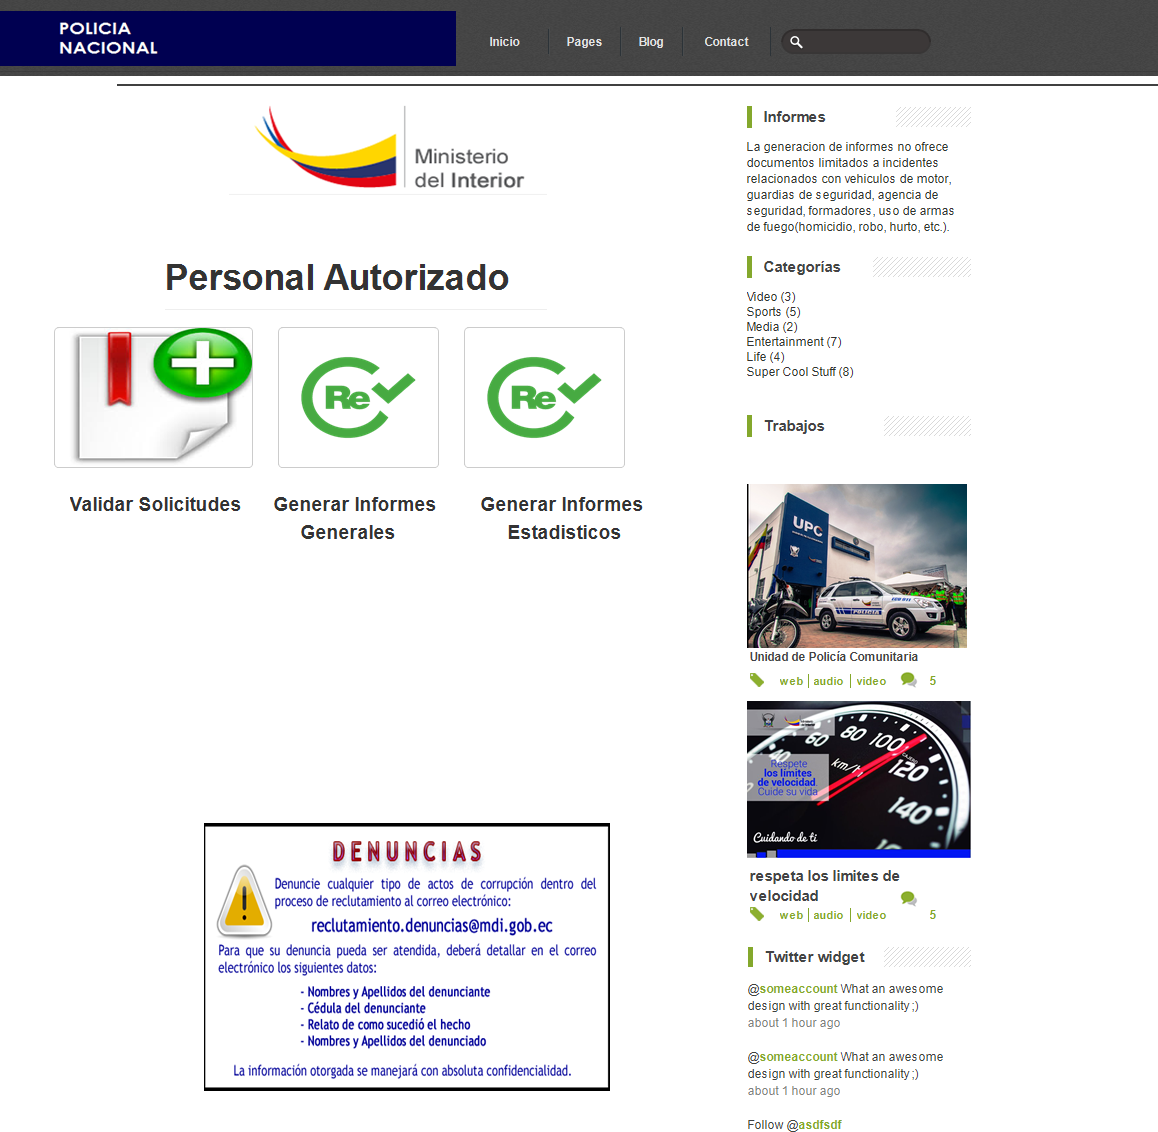 POLICIA
NACIONAL
Inicio
Pages
Blog
Contact
Ministerio
del Interior
Personal Autorizado
Re
Re
Validar Solicitudes
Generar Informes
Generales
Generar Informes
Estadisticos
DENUNCIAS
Denuncie cualquier tipo de actos de corrupción dentro del
proceso de reclutamiento al correo electrónico:
reclutamiento.denuncias@mdi.gob.ec
Para que su denuncia pueda ser atendida, deberá detallar en el correo
electrónico los siguientes datos:
- Nombres y Apellidos del denunciante
- Cédula del denunciante
- Relato de como sucedió el hecho
- Nombres y Apellidos del denunciado
La información otorgada se manejará con absoluta confidencialidad.
Informes
La generacion de informes no ofrece
documentos limitados a incidentes
relacionados con vehiculos de motor,
guardias de seguridad, agencia de
seguridad, formadores, uso de armas
de fuego(homicidio, robo, hurto, etc.).
Categorías
Video (3)
Sports (5)
Media (2)
Entertainment (7)
Life (4)
Super Cool Stuff (8)
Trabajos
UPC
POLICIA
Unidad de Policía Comunitaria
web
audio
video
5
60
80
100
120
140
km/h
Respete
los límites
de velocidad.
Cuide su vida
Cuidando de ti
respeta los limites de
velocidad
web
audio
video
5
Twitter widget
@someaccount What an awesome
design with great functionality ;)
about 1 hour ago
@someaccount What an awesome
design with great functionality ;)
about 1 hour ago
Follow @asdfsdf